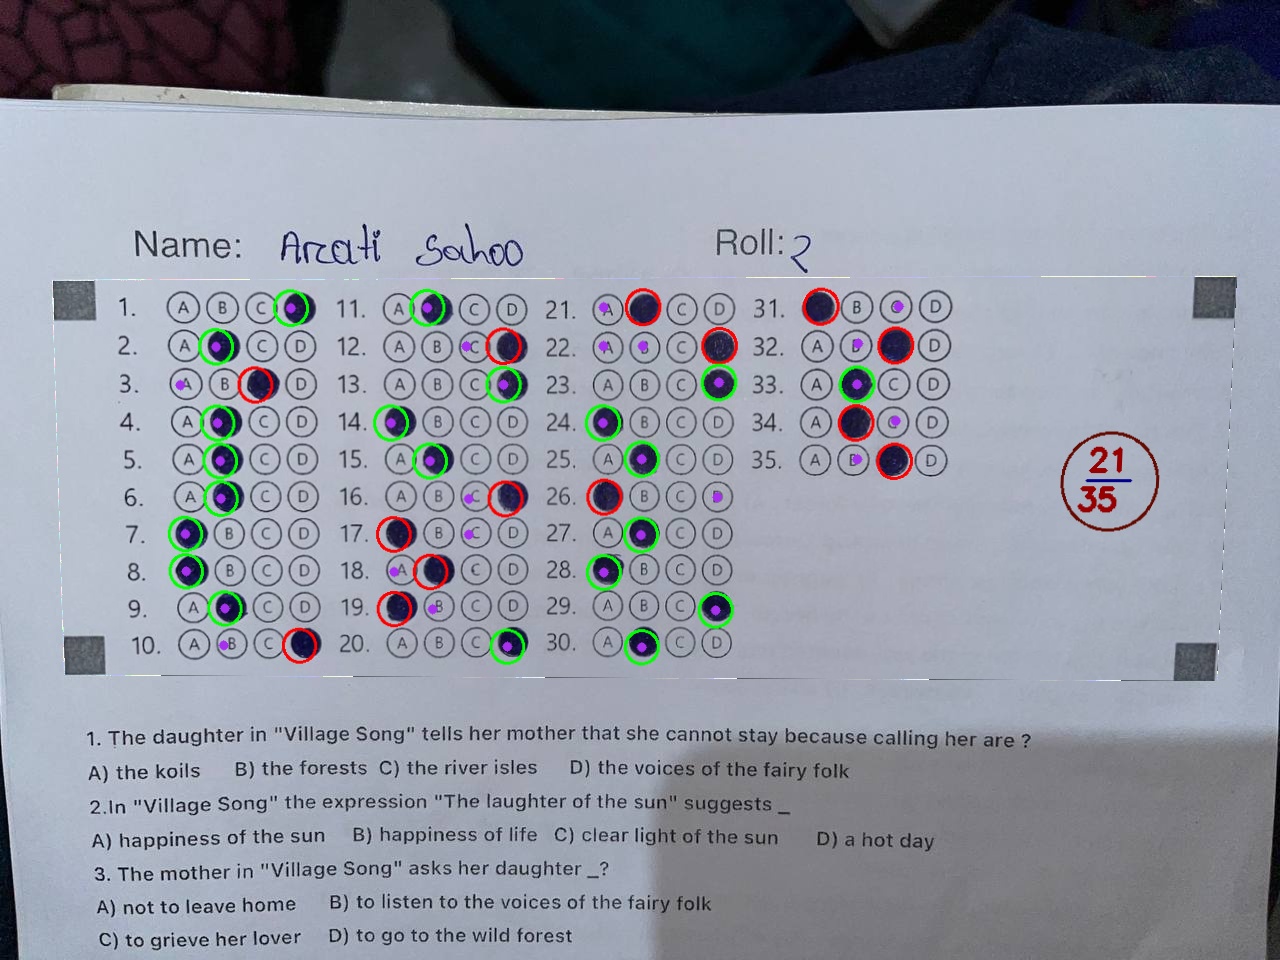 Name: Arati Sahoo Roll: 2
1. A B C 11. A C D 21. A C D 31. B C D
2. A C D 12. A B C 22. A B C 32. A B D
3. A B D 13. A B C 23. A B C 33. A C D
4. A C D 14. B C D 24. B C D 34. A C D
5. A C D 15. A C D 25. A C D 35. A B D
6. A C D 16. A B C 26. B C D
7. B C D 17. B C D 27. A C D
8. B C D 18. A C D 28. B C D
9. A C D 19. B C D 29. A B C
10. A B C 20. A B C 30. A C D
21
35
1. The daughter in "Village Song" tells her mother that she cannot stay because calling her are ?
A) the koils B) the forests C) the river isles D) the voices of the fairy folk
2.In "Village Song" the expression "The laughter of the sun" suggests _
A) happiness of the sun B) happiness of life C) clear light of the sun D) a hot day
3. The mother in "Village Song" asks her daughter _?
A) not to leave home B) to listen to the voices of the fairy folk
C) to grieve her lover D) to go to the wild forest